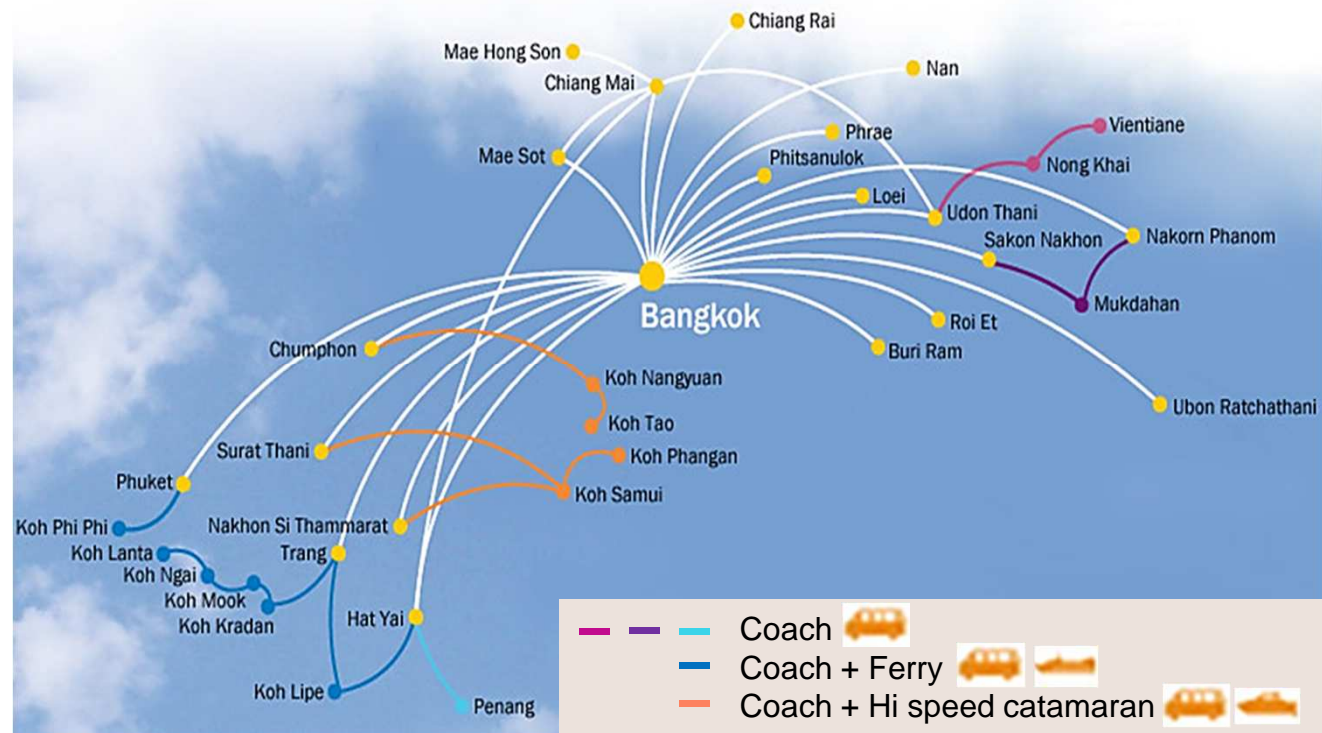 Chiang Rai
Mae Hong Son
Chiang Mai
Nan
Vientiane
Phrae
Mae Sot
Phitsanulok
Nong Khai
Loei
Udon Thani
Sakon Nakhon
Nakorn Phanom
Mukdahan
Bangkok
Roi Et
Chumphon
Buri Ram
Koh Nangyuan
Ubon Ratchathani
Koh Tao
Surat Thani
Koh Phangan
Phuket
Koh Samui
Koh Phi Phi
Nakhon Si Thammarat
Koh Lanta
Trang
Koh Ngai
Koh Mook
Koh Kradan
Hat Yai
Koh Lipe
Penang
Coach
Coach + Ferry
Coach + Hi speed catamaran